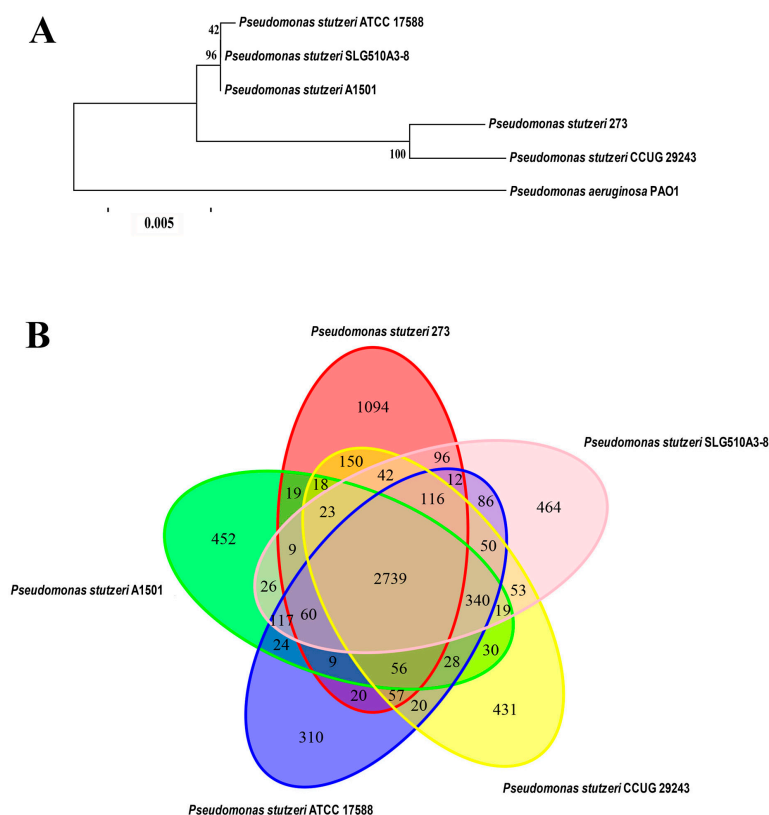 A
42
Pseudomonas stutzeri ATCC 17588
96
Pseudomonas stutzeri SLG510A3-8
Pseudomonas stutzeri A1501
Pseudomonas stutzeri 273
100
Pseudomonas stutzeri CCUG 29243
Pseudomonas aeruginosa PAO1
0.005
B
Pseudomonas stutzeri 273
1094
Pseudomonas stutzeri SLG510A3-8
150
96
42
12
19
18
116
86
464
23
452
50
9
2739
53
Pseudomonas stutzeri A1501
26
340
19
117
60
24
9
56
28
30
20
57
20
431
310
Pseudomonas stutzeri CCUG 29243
Pseudomonas stutzeri ATCC 17588